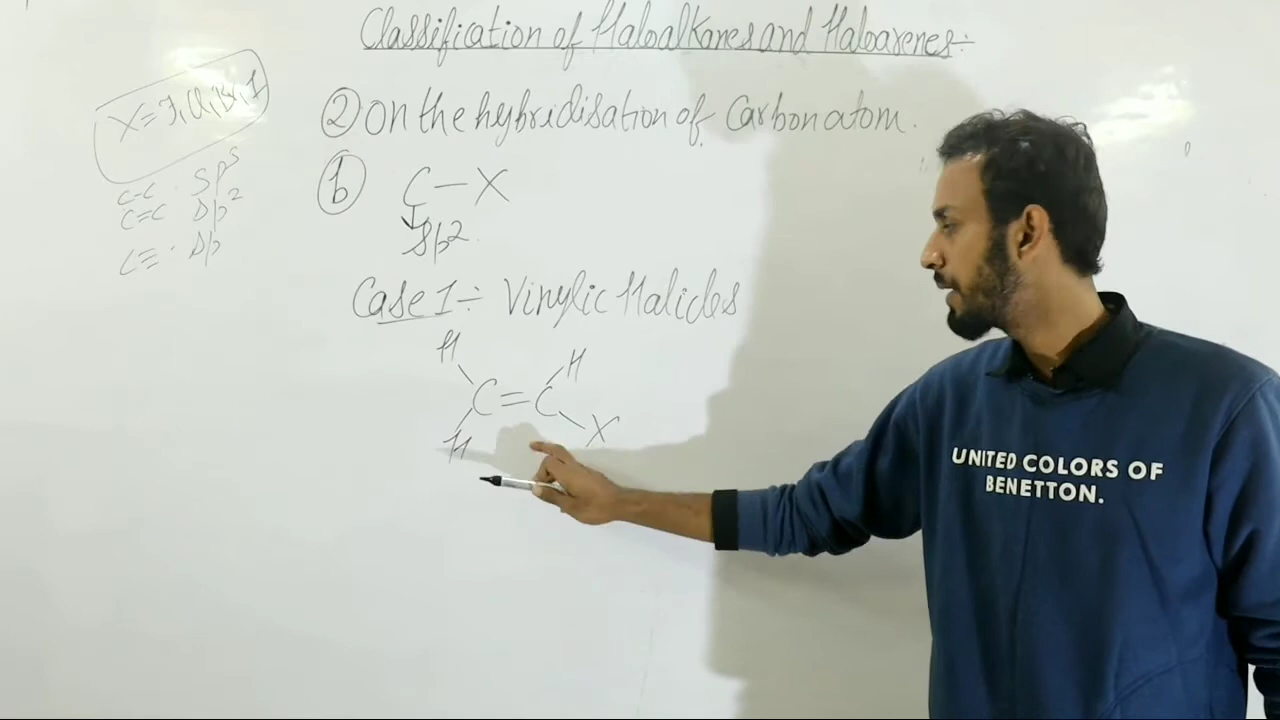 Classification of Haloalkanes and Haloarenes:-
X = F, Cl, Br, I
C-C . Sp3
C=C Sp2
C≡ . Sp
② On the hybridisation of Carbon atom.
ⓑ C—X
Sp2
Case 1 ÷ Vinylic Halides
H H
C = C
H X
UNITED COLORS OF
BENETTON.